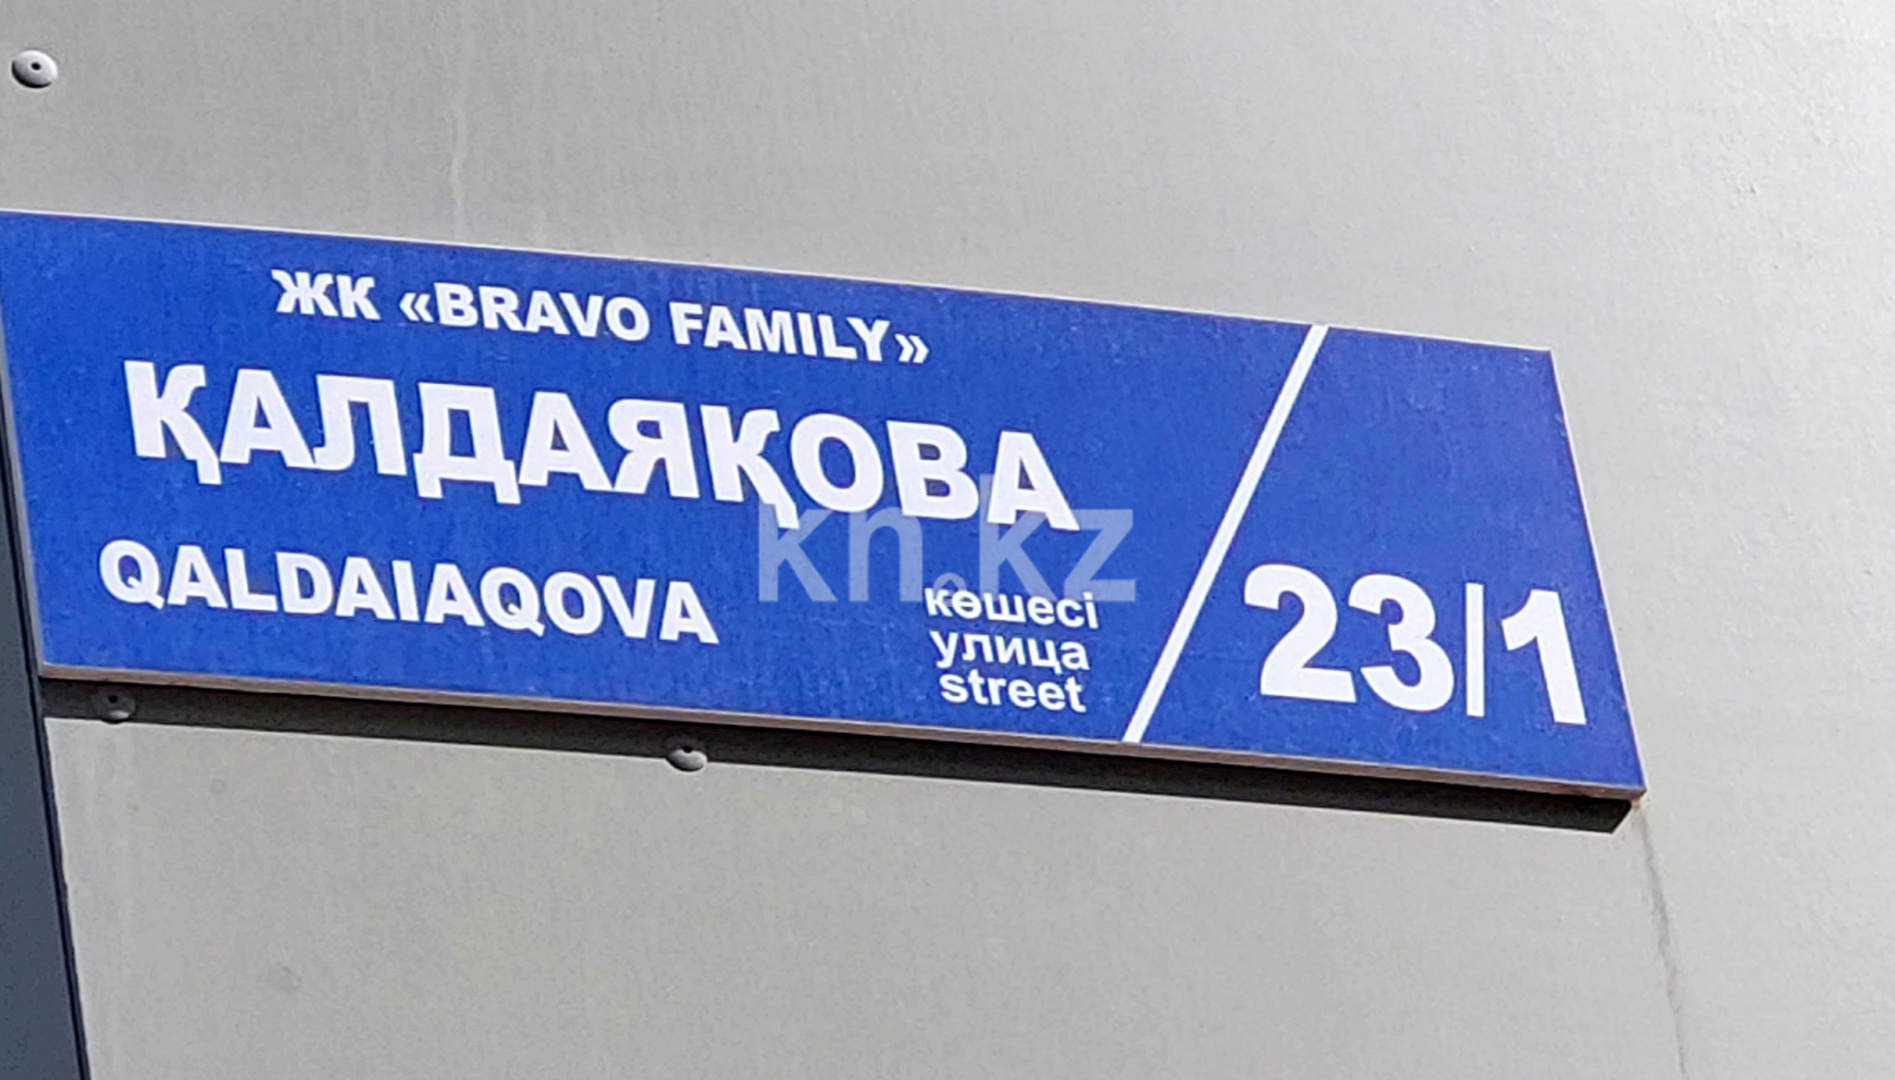 ЖК «BRAVO FAMILY»
ҚАЛДАЯҚОВА
QALDAIAQOVA
көшесі
улица
street
23/1
kn.kz